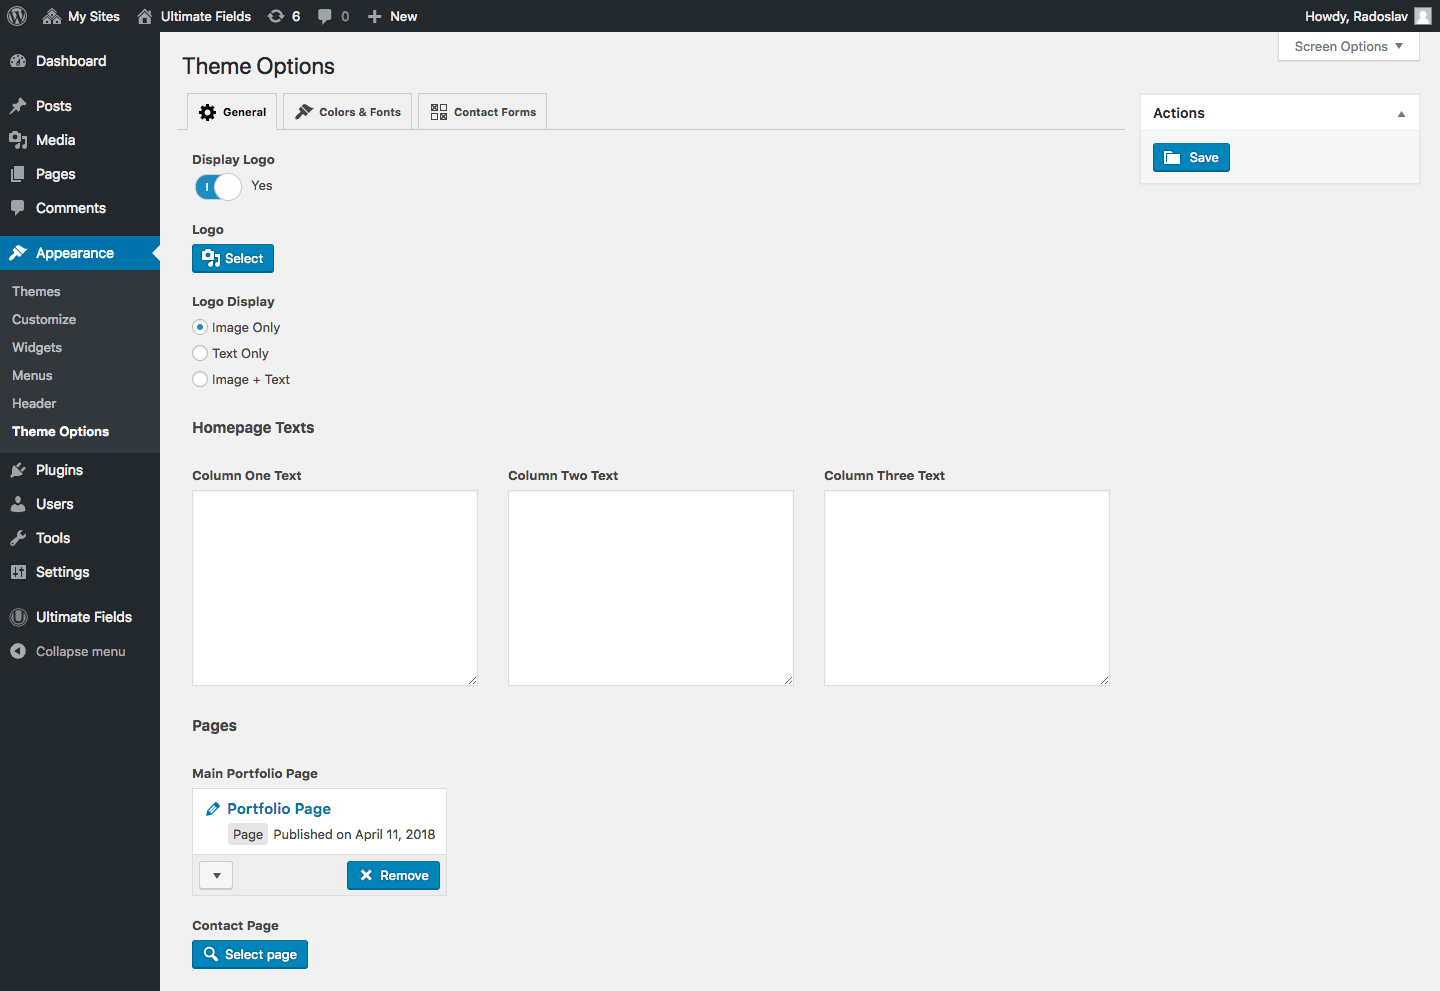 My Sites Ultimate Fields 6 0 New Howdy, Radoslav
Screen Options
Dashboard
Posts
Media
Pages
Comments
Appearance
Themes
Customize
Widgets
Menus
Header
Theme Options
Plugins
Users
Tools
Settings
Ultimate Fields
Collapse menu
Theme Options
General Colors & Fonts Contact Forms
Display Logo
Yes
Logo
Select
Logo Display
Image Only
Text Only
Image + Text
Homepage Texts
Column One Text Column Two Text Column Three Text
Pages
Main Portfolio Page
Portfolio Page
Page Published on April 11, 2018
Remove
Contact Page
Select page
Actions
Save